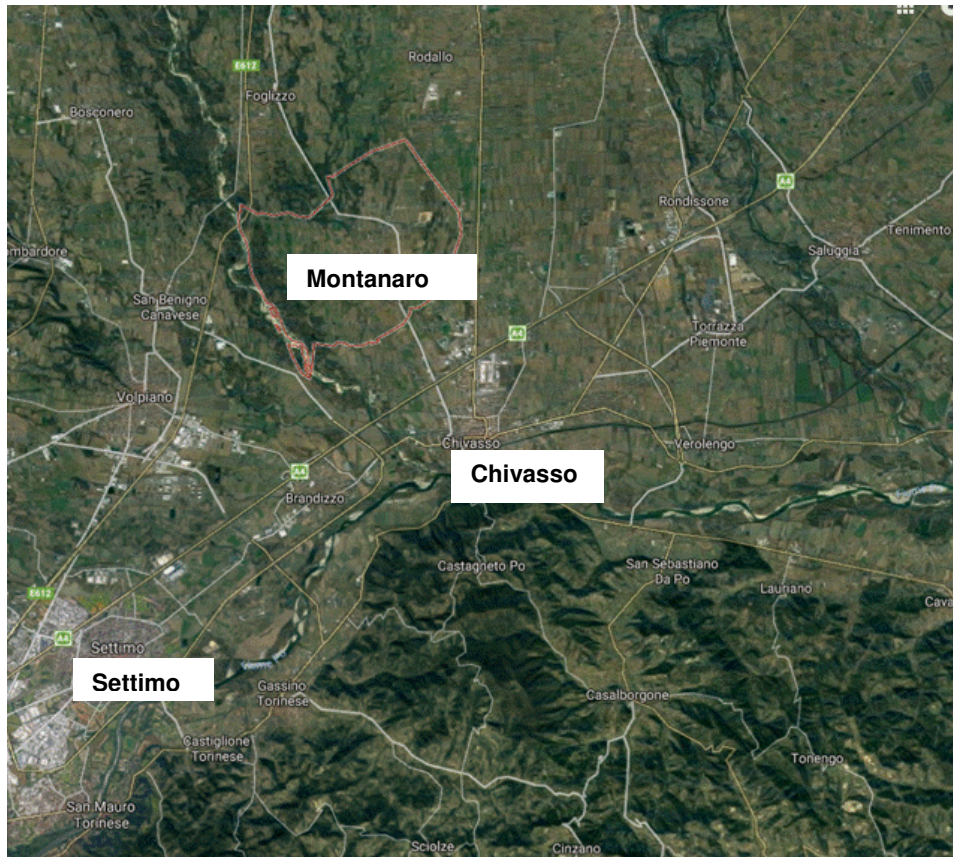 Rodallo
E612
Foglizzo
Bosconero
A4
Rondissone
Tenimento
Saluggia
ombardore
Montanaro
San Benigno
Canavese
A4
Torrazza
Piemonte
Volpiano
Chivasso
Verolengo
A4
Chivasso
Brandizzo
Castagneto Po
San Sebastiano
Da Po
Lauriano
E612
Cava
A4
Settimo
Settimo
Gassino
Torinese
Casalborgone
Castiglione
Torinese
Tonengo
San Mauro
Torinese
Sciolze
Cinzano